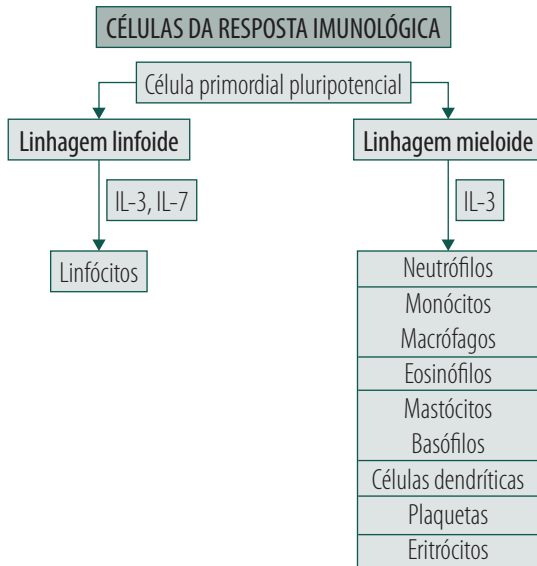 CÉLULAS DA RESPOSTA IMUNOLÓGICA
Célula primordial pluripotencial
Linhagem linfoide
Linhagem mieloide
IL-3, IL-7
IL-3
Linfócitos
Neutrófilos
Monócitos
Macrófagos
Eosinófilos
Mastócitos
Basófilos
Células dendríticas
Plaquetas
Eritrócitos